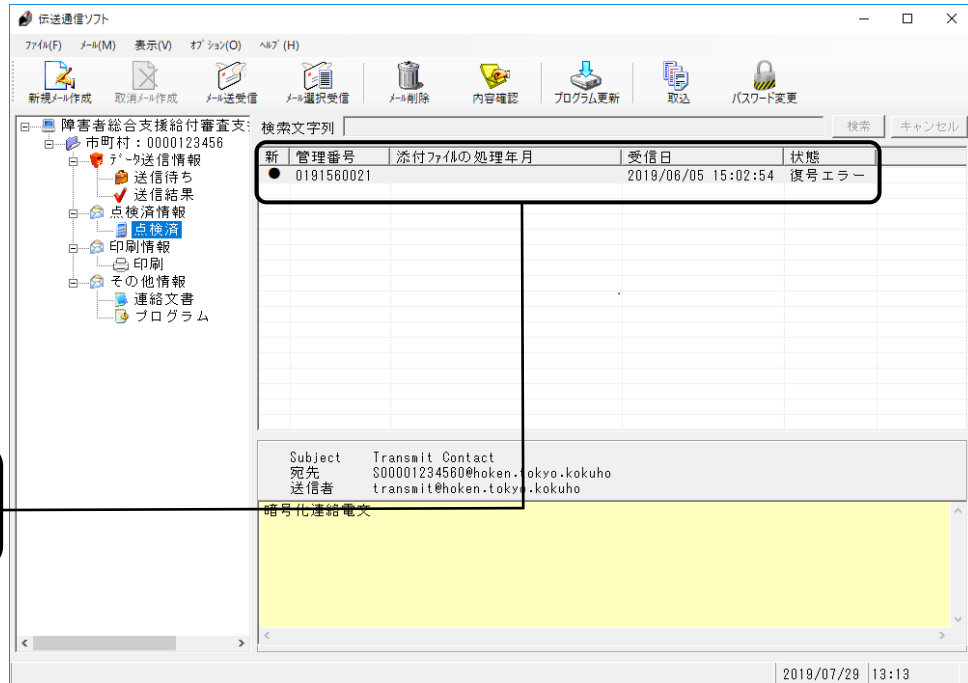 伝送通信ソフト
ファイル(F) メール(M) 表示(V) オプション(O) ヘルプ(H)
新規メール作成 取消メール作成 メール送受信 メール選択受信 メール削除 内容確認 プログラム更新 取込 パスワード変更
障害者総合支援給付審査支
検索文字列 検索 キャンセル
市町村：0000123456
データ送信情報
送信待ち
送信結果
点検済情報
点検済
印刷情報
印刷
その他情報
連絡文書
プログラム
新 管理番号 添付ファイルの処理年月 受信日 状態
● 0191560021 2019/06/05 15:02:54 復号エラー
Subject Transmit Contact
宛先 S00001234560@hoken.tokyo.kokuho
送信者 transmit@hoken.tokyo.kokuho
暗号化連絡電文
2019/07/29 13:13